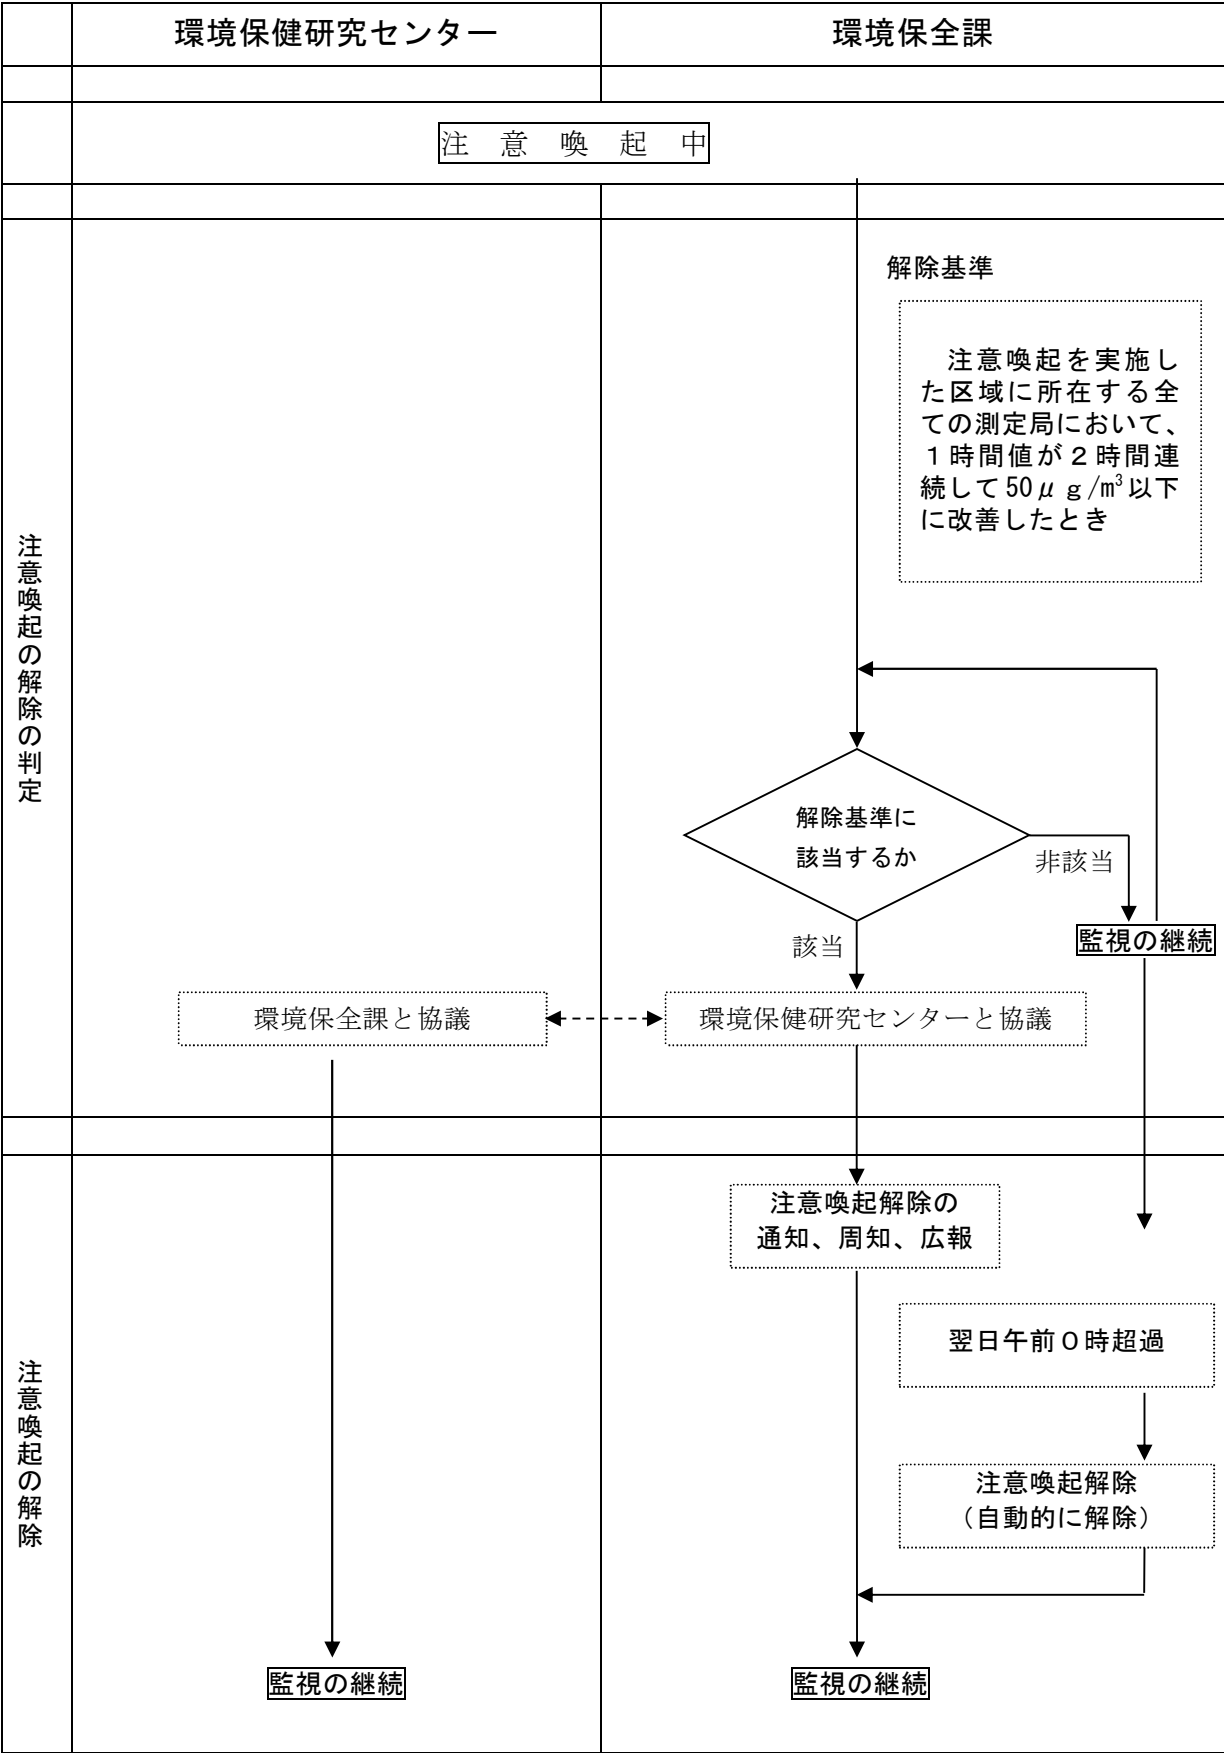 環境保健研究センター
環境保全課
注意喚起中
注意喚起の解除の判定
解除基準
注意喚起を実施し
た区域に所在する全
ての測定局において、
１時間値が２時間連
続して50μｇ/m³以下
に改善したとき
解除基準に
該当するか
非該当
該当
監視の継続
環境保全課と協議
環境保健研究センターと協議
注意喚起の解除
注意喚起解除の
通知、周知、広報
翌日午前０時超過
注意喚起解除
（自動的に解除）
監視の継続
監視の継続